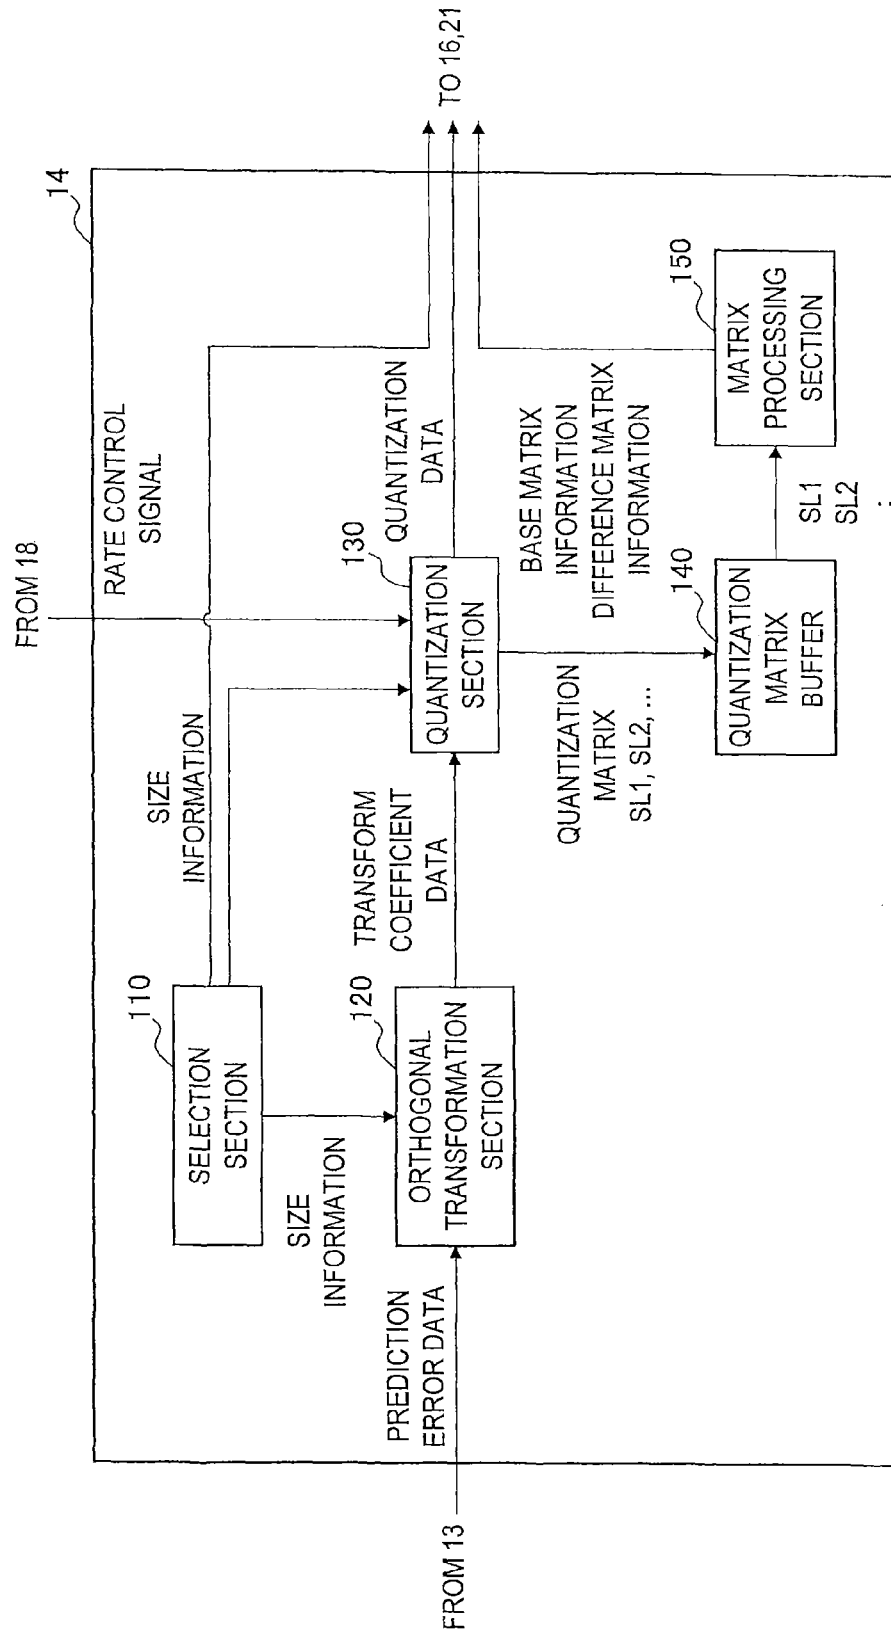 14
FROM 18
RATE CONTROL
SIGNAL
SIZE
INFORMATION
110
SELECTION
SECTION
SIZE
INFORMATION
FROM 13
PREDICTION
ERROR DATA
120
ORTHOGONAL
TRANSFORMATION
SECTION
TRANSFORM
COEFFICIENT
DATA
130
QUANTIZATION
SECTION
QUANTIZATION
DATA
TO 16,21
QUANTIZATION
MATRIX
SL1, SL2, ...
BASE MATRIX
INFORMATION
DIFFERENCE MATRIX
INFORMATION
140
QUANTIZATION
MATRIX
BUFFER
SL1
SL2
:
150
MATRIX
PROCESSING
SECTION